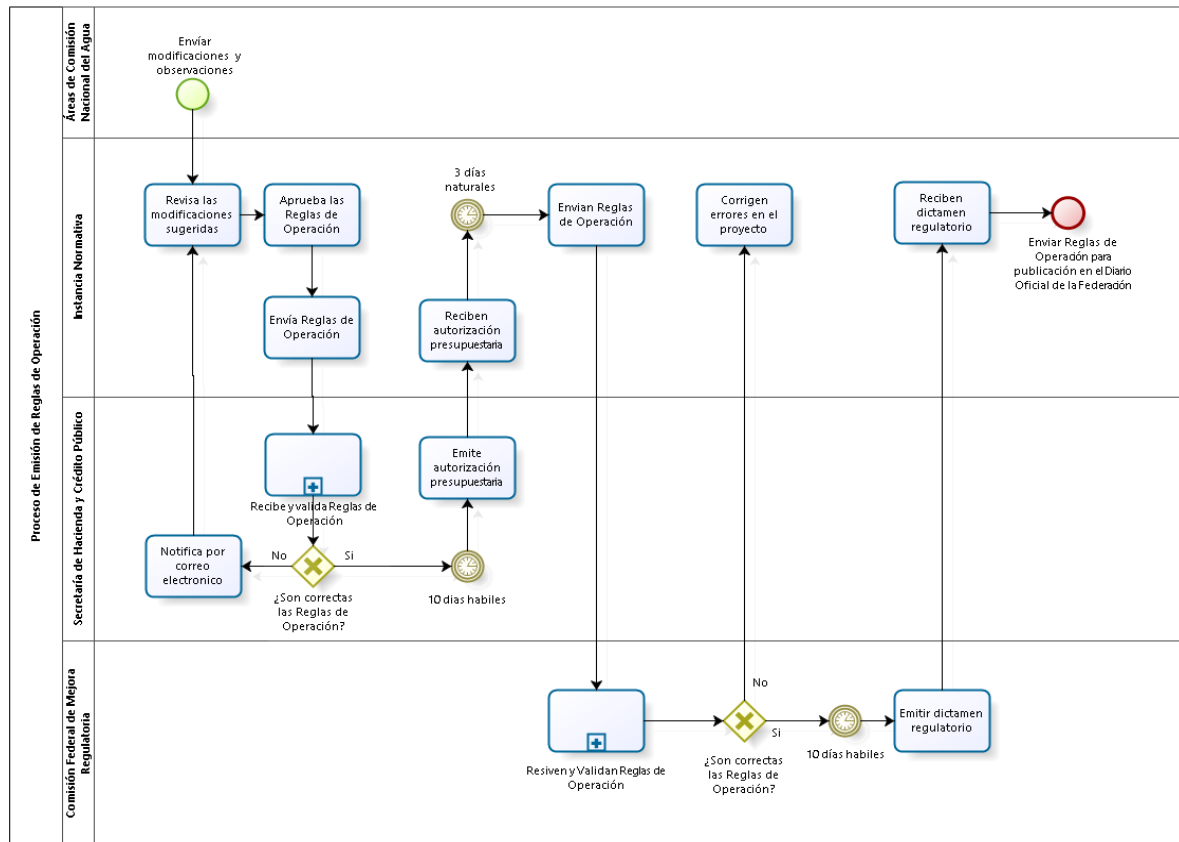 Proceso de Emisión de Reglas de Operación
Áreas de Comisión
Nacional del Agua
Envíar
modificaciones y
observaciones
Instancia Normativa
Revisa las
modificaciones
sugeridas
Aprueba las
Reglas de
Operación
Envía Reglas de
Operación
3 días
naturales
Reciben
autorización
presupuestaria
Envian Reglas
de Operación
Corrigen
errores en el
proyecto
Reciben
dictamen
regulatorio
Enviar Reglas de
Operación para
publicación en el Diario
Oficial de la Federación
Secretaría de Hacienda y Crédito Público
Recibe y valida Reglas de
Operación
Emite
autorización
presupuestaria
Notifica por
correo
electronico
No
Si
¿Son correctas
las Reglas de
Operación?
10 dias habiles
Comisión Federal de Mejora
Regulatoria
Resiven y Validan Reglas de
Operación
No
Si
¿Son correctas
las Reglas de
Operación?
10 días habiles
Emitir dictamen
regulatorio